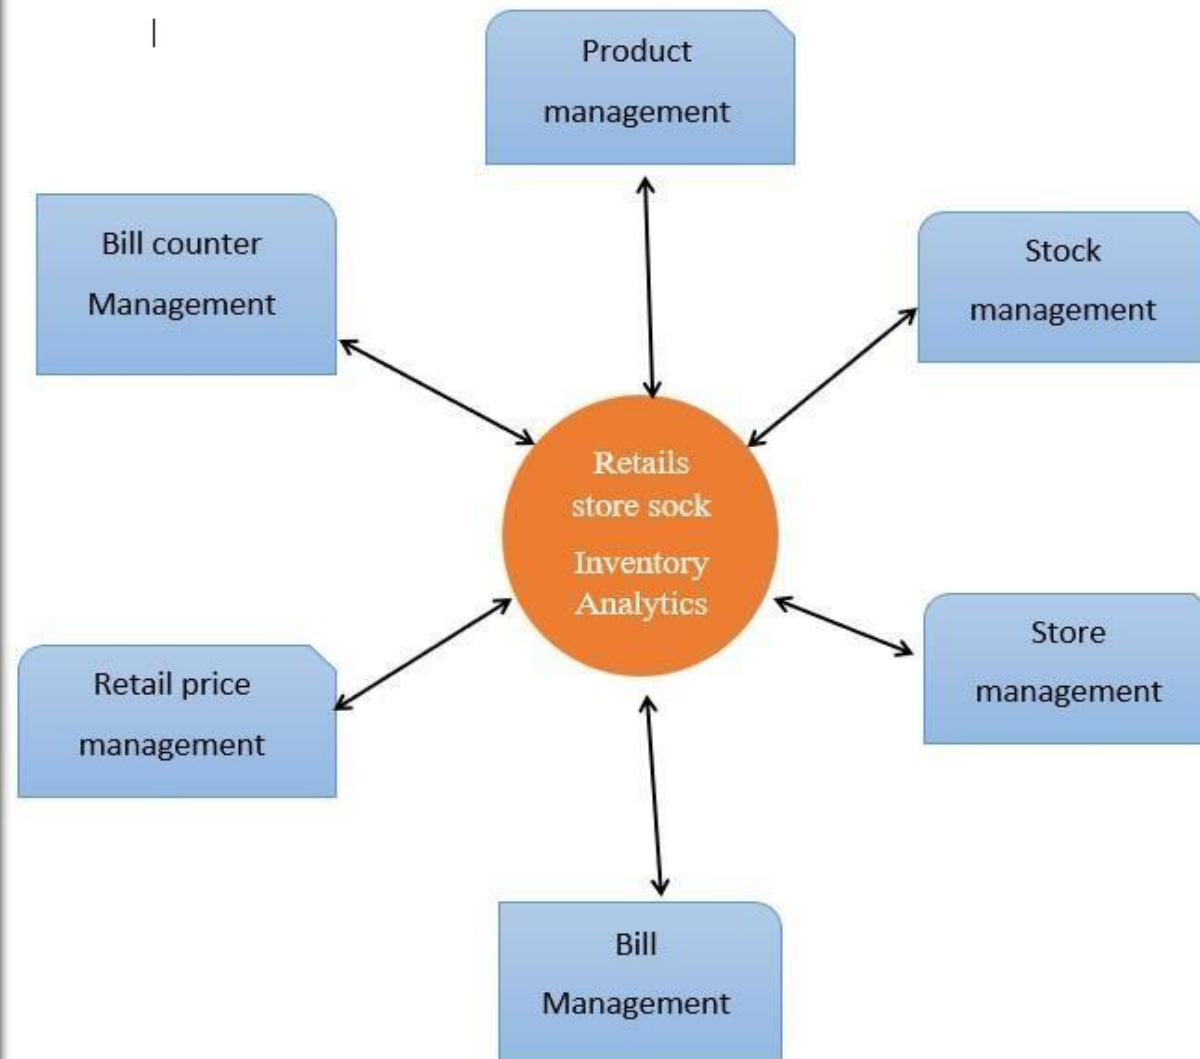 Product
management
Bill counter
Management
Stock
management
Retails
store sock
Inventory
Analytics
Store
management
Retail price
management
Bill
Management